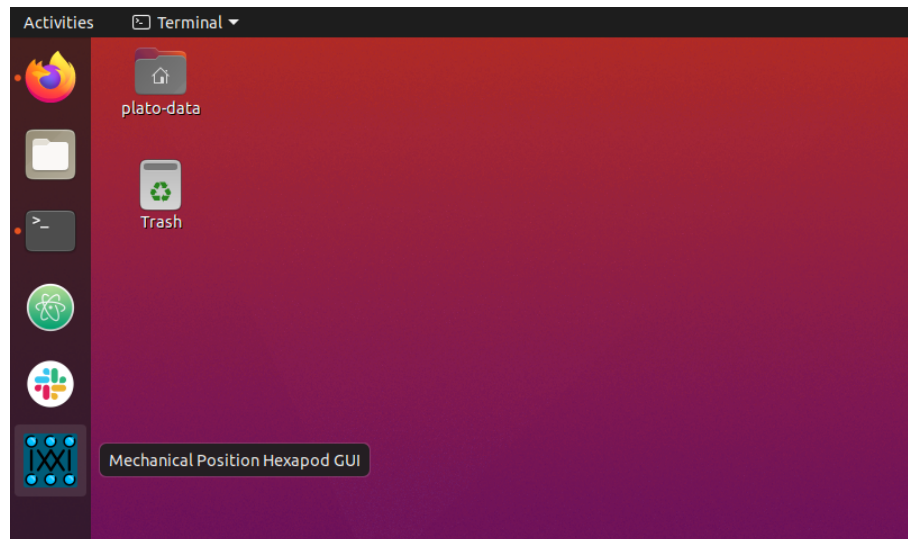 Activities
Terminal
plato-data
>_
Trash
Mechanical Position Hexapod GUI